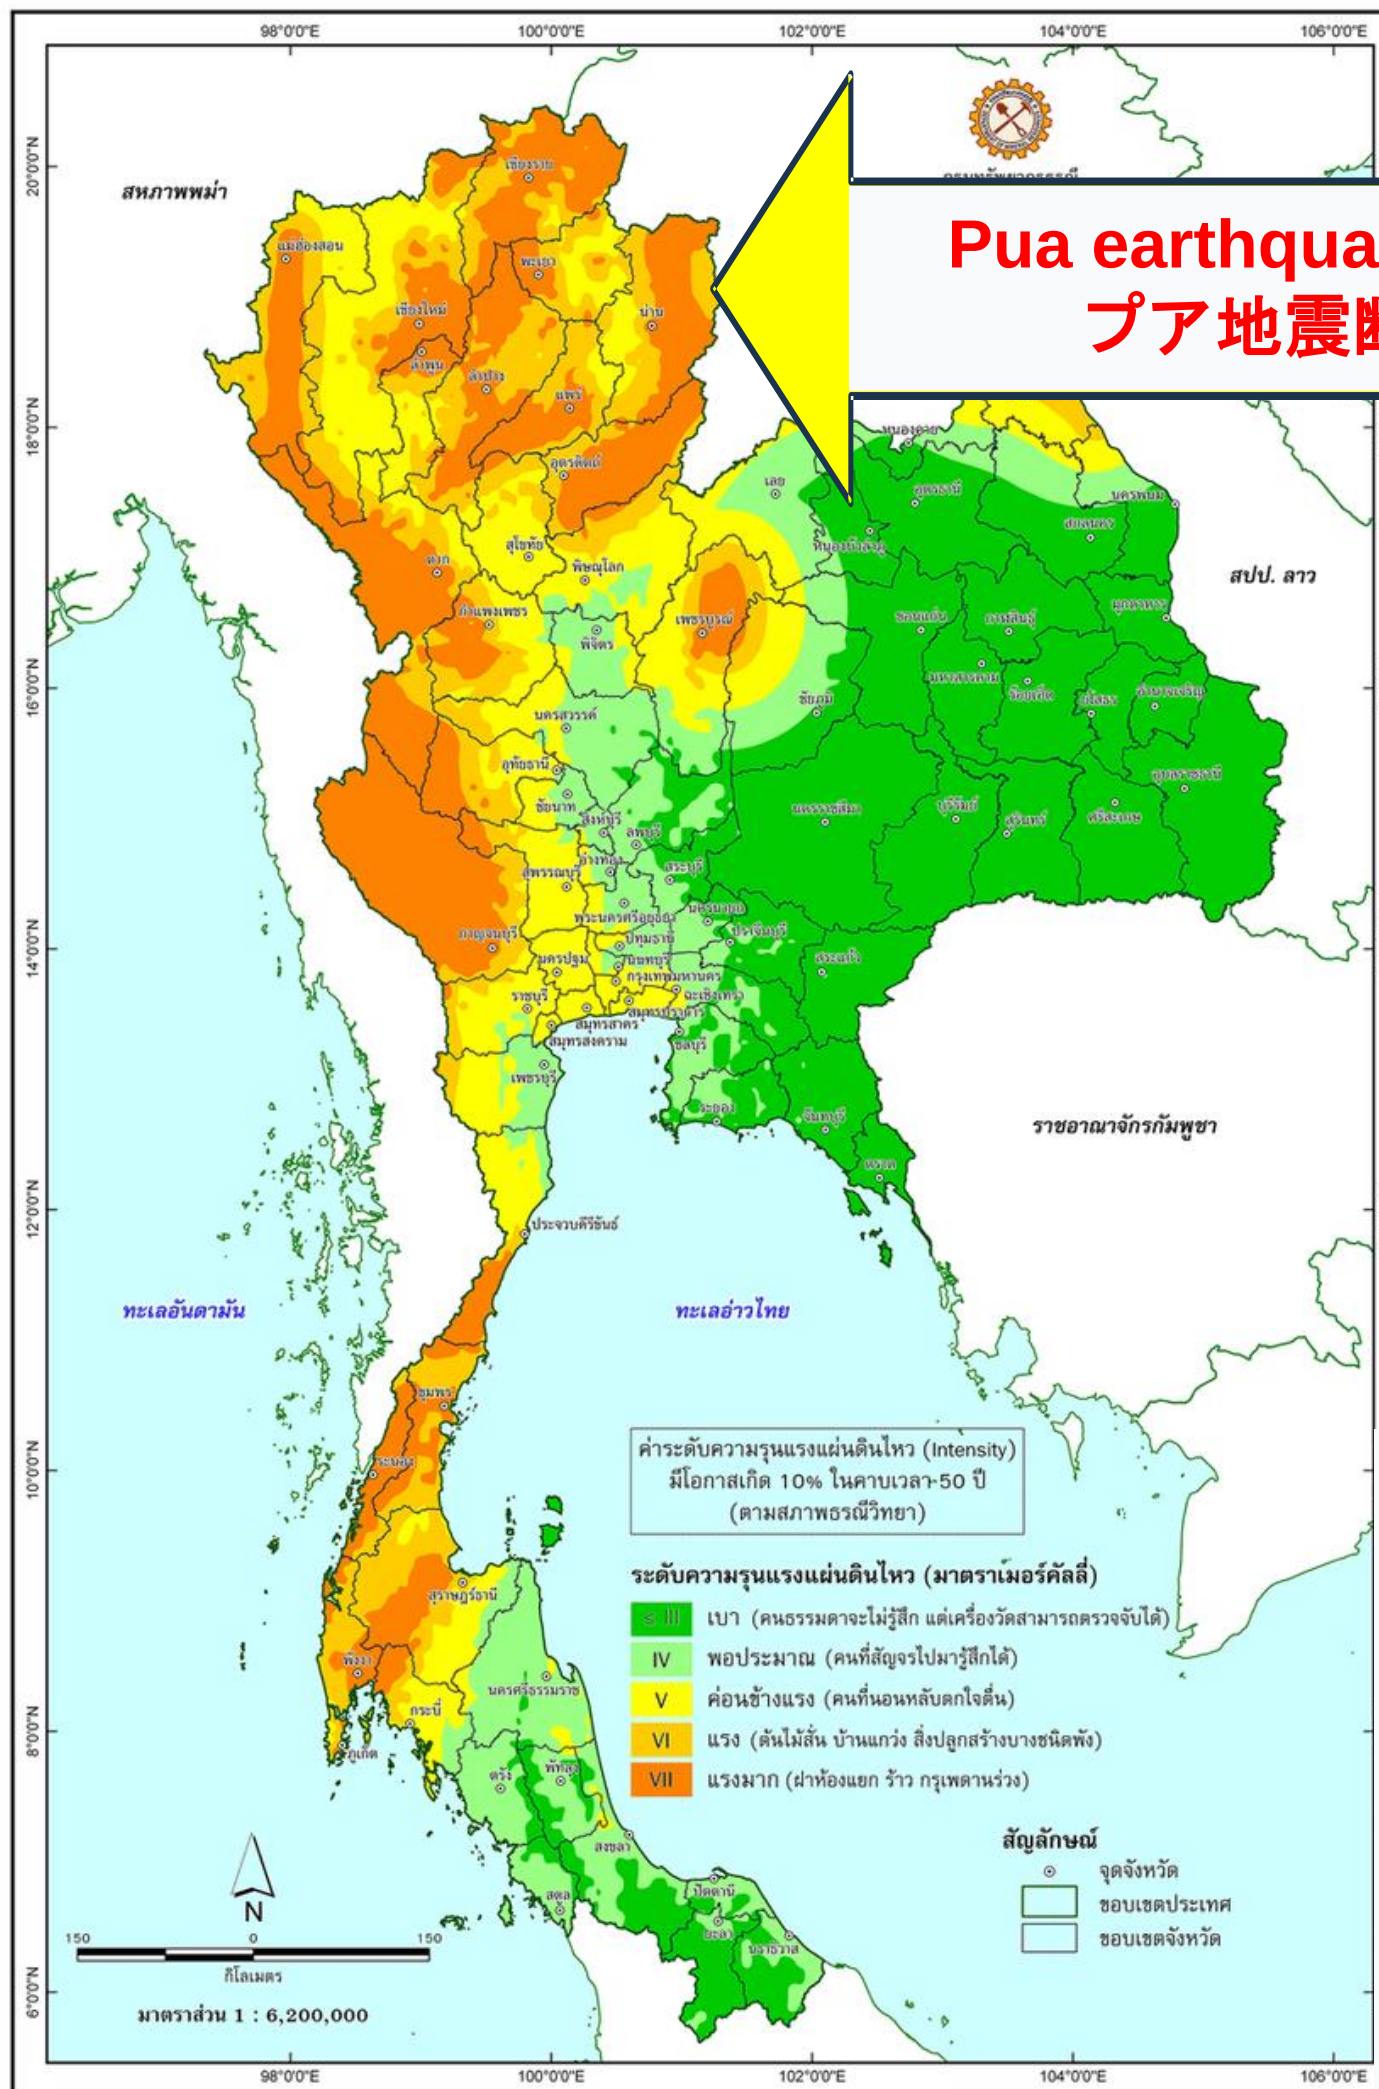 98°0'0"E
100°0'0"E
102°0'0"E
104°0'0"E
106°0'0"E
20°0'0"N
18°0'0"N
16°0'0"N
14°0'0"N
12°0'0"N
10°0'0"N
8°0'0"N
6°0'0"N
กรมทรัพยากรธรณี
สหภาพพม่า
Pua earthqua
プア地震断
เชียงราย
แม่ฮ่องสอน
พะเยา
เชียงใหม่
น่าน
ลำพูน
ลำปาง
แพร่
อุตรดิตถ์
หนองคาย
เลย
อุดรธานี
นครพนม
สกลนคร
หนองบัวลำภู
สุโขทัย
ตาก
พิษณุโลก
สปป. ลาว
กำแพงเพชร
พิจิตร
เพชรบูรณ์
ขอนแก่น
กาฬสินธุ์
มุกดาหาร
มหาสารคาม
ร้อยเอ็ด
ยโสธร
อำนาจเจริญ
ชัยภูมิ
นครสวรรค์
อุทัยธานี
ชัยนาท
สิงห์บุรี
ลพบุรี
นครราชสีมา
บุรีรัมย์
สุรินทร์
ศรีสะเกษ
อุบลราชธานี
อ่างทอง
สุพรรณบุรี
สระบุรี
พระนครศรีอยุธยา
นครนายก
ปราจีนบุรี
กาญจนบุรี
ปทุมธานี
นนทบุรี
นครปฐม
กรุงเทพมหานคร
สระแก้ว
ราชบุรี
ฉะเชิงเทรา
สมุทรปราการ
สมุทรสาคร
สมุทรสงคราม
ชลบุรี
เพชรบุรี
ระยอง
จันทบุรี
ตราด
ราชอาณาจักรกัมพูชา
ประจวบคีรีขันธ์
ทะเลอันดามัน
ทะเลอ่าวไทย
ชุมพร
ระนอง
สุราษฎร์ธานี
พังงา
นครศรีธรรมราช
กระบี่
ภูเก็ต
ตรัง
พัทลุง
สงขลา
สตูล
ปัตตานี
ยะลา
นราธิวาส
ค่าระดับความรุนแรงแผ่นดินไหว (Intensity)
มีโอกาสเกิด 10% ในคาบเวลา 50 ปี
(ตามสภาพธรณีวิทยา)
ระดับความรุนแรงแผ่นดินไหว (มาตราเมอร์คัลลี่)
≤ III เบา (คนธรรมดาจะไม่รู้สึก แต่เครื่องวัดสามารถตรวจจับได้)
IV พอประมาณ (คนที่สัญจรไปมารู้สึกได้)
V ค่อนข้างแรง (คนที่นอนหลับตกใจตื่น)
VI แรง (ต้นไม้สั่น บ้านแกว่ง สิ่งปลูกสร้างบางชนิดพัง)
VII แรงมาก (ฝาห้องแยก ร้าว กรุเพดานร่วง)
สัญลักษณ์
จุดจังหวัด
ขอบเขตประเทศ
ขอบเขตจังหวัด
N
150 0 150
กิโลเมตร
มาตราส่วน 1 : 6,200,000
98°0'0"E
100°0'0"E
102°0'0"E
104°0'0"E
106°0'0"E